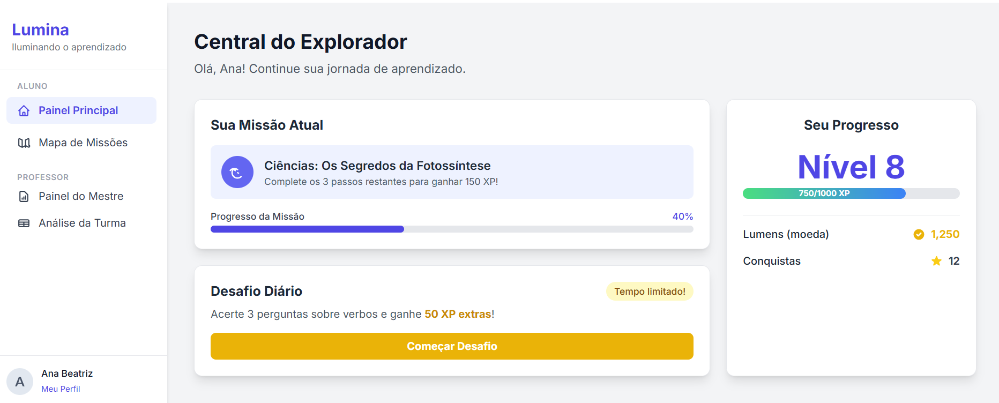 Lumina
Iluminando o aprendizado
ALUNO
Painel Principal
Mapa de Missões
PROFESSOR
Painel do Mestre
Análise da Turma
A
Ana Beatriz
Meu Perfil
Central do Explorador
Olá, Ana! Continue sua jornada de aprendizado.
Sua Missão Atual
Ciências: Os Segredos da Fotossíntese
Complete os 3 passos restantes para ganhar 150 XP!
Progresso da Missão 40%
Desafio Diário Tempo limitado!
Acerte 3 perguntas sobre verbos e ganhe 50 XP extras!
Começar Desafio
Seu Progresso
Nível 8
750/1000 XP
Lumens (moeda) 1,250
Conquistas 12